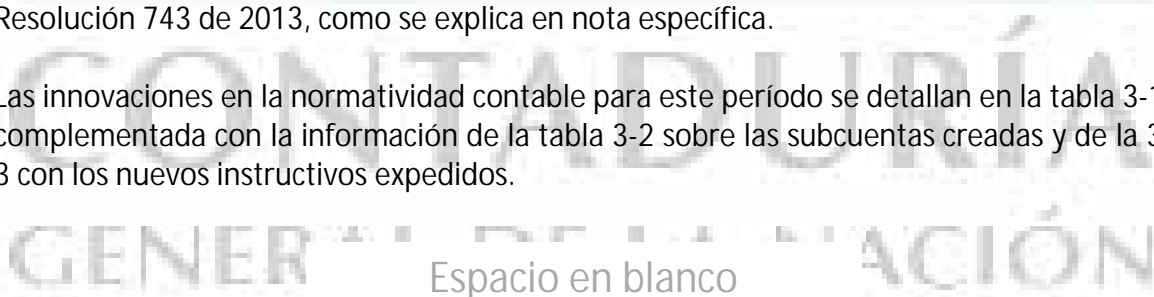 Resolución 743 de 2013, como se explica en nota específica.
CONTADURÍA
Las innovaciones en la normatividad contable para este período se detallan en la tabla 3-1
complementada con la información de la tabla 3-2 sobre las subcuentas creadas y de la 3
3 con los nuevos instructivos expedidos.
GENERAL DE LA NACIÓN
Espacio en blanco